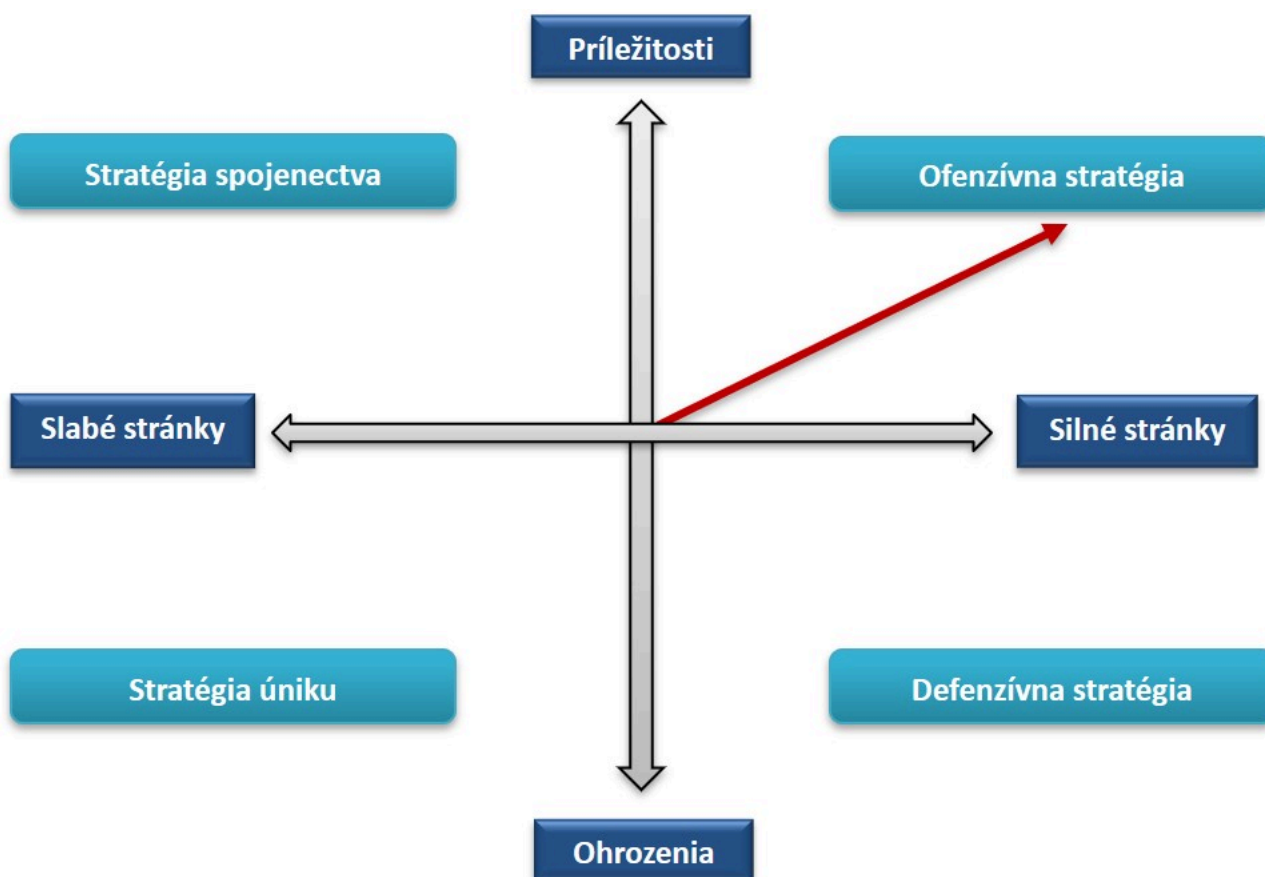 Príležitosti
Stratégia spojenectva
Ofenzívna stratégia
Slabé stránky
Silné stránky
Stratégia úniku
Defenzívna stratégia
Ohrozenia